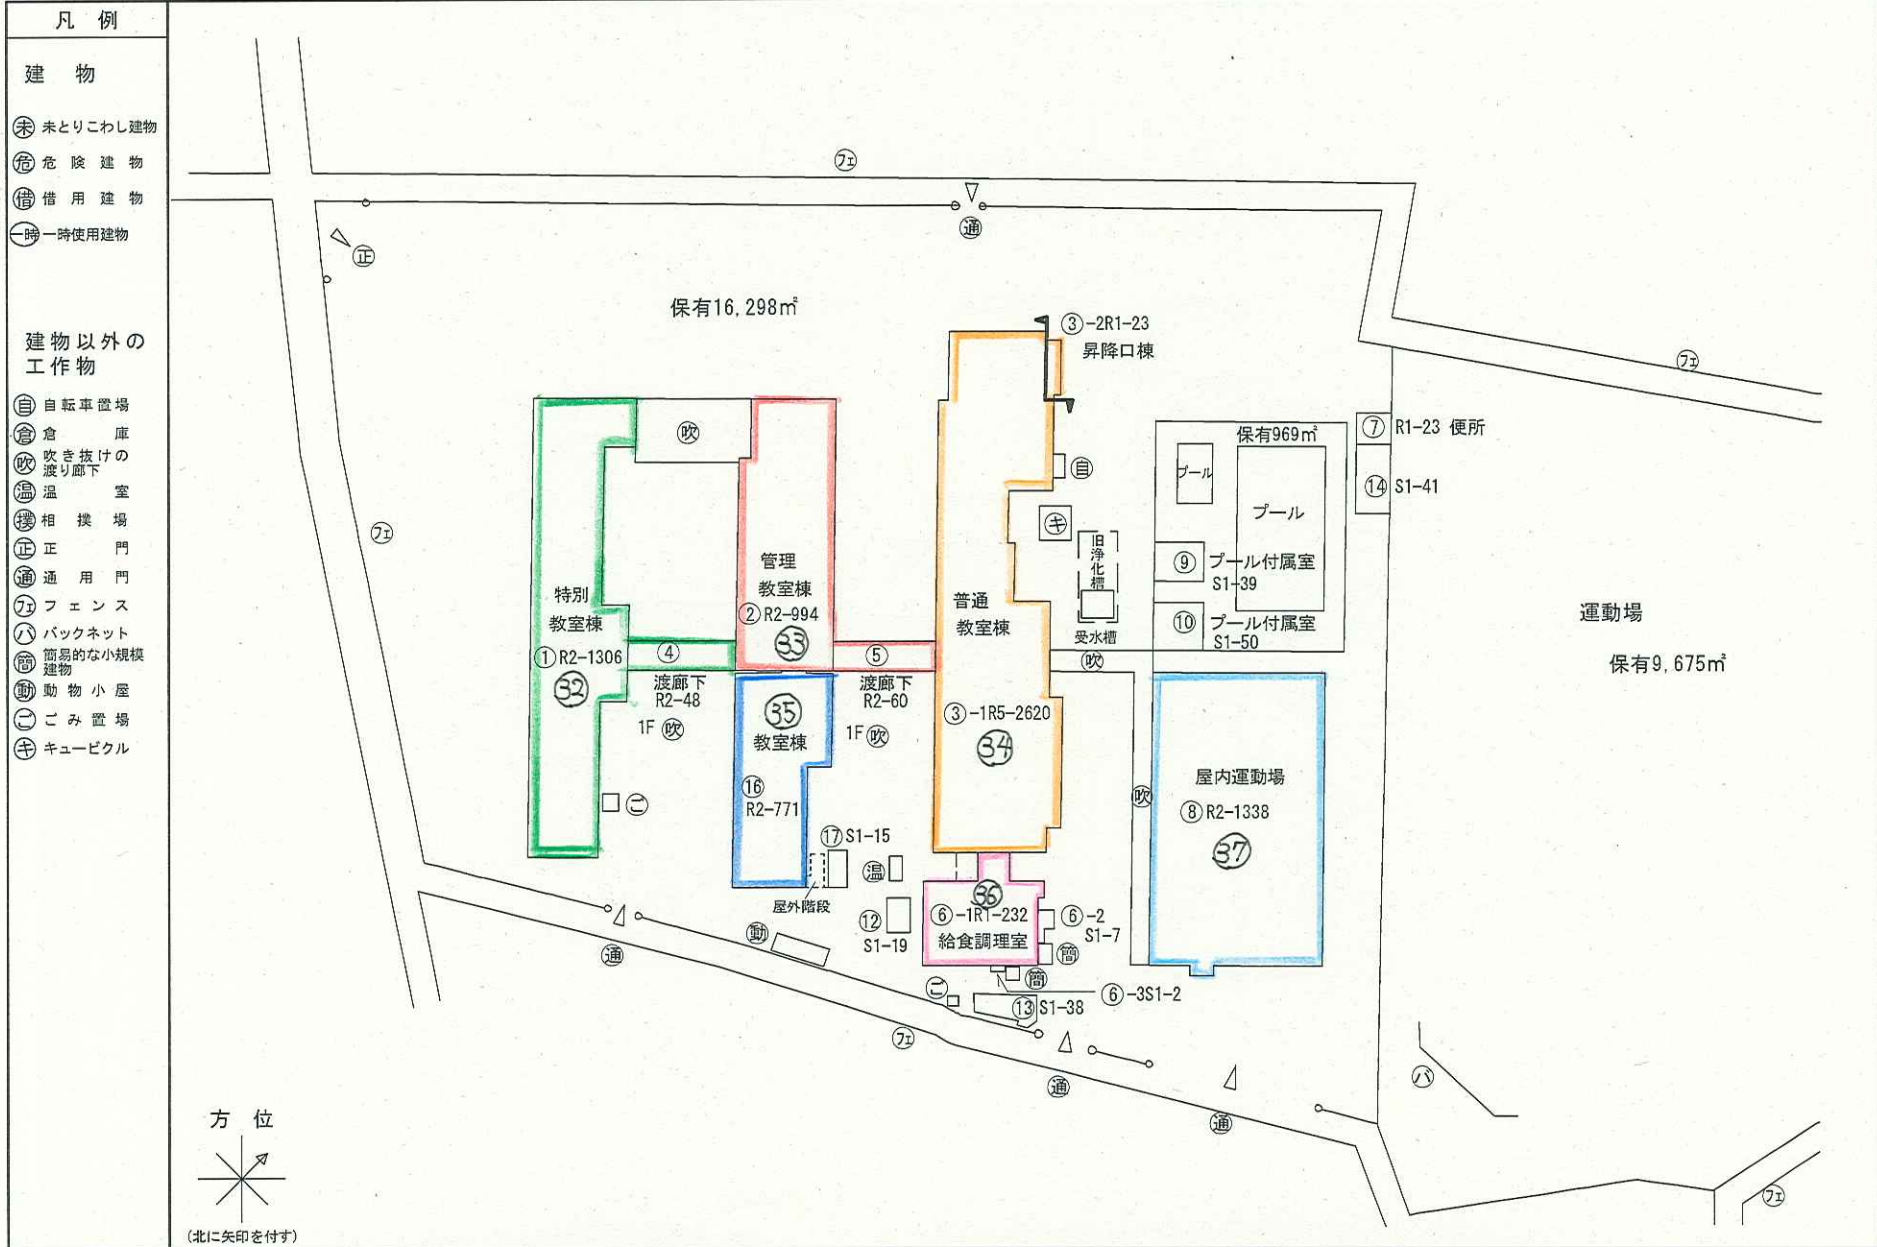 凡 例
建 物
未 未とりこわし建物
危 危険建物
借 借用建物
一時 一時使用建物
建物以外の
工作物
自 自転車置場
倉 倉庫
吹 吹き抜けの
渡り廊下
温 温室
撲 相撲場
正 正門
通 通用門
フェ フェンス
バ バックネット
簡 簡易的な小規模
建物
動 動物小屋
ご ごみ置場
キ キュービクル
方 位
(北に矢印を付す)
フェ
通
正
保有16,298㎡
③-2R1-23
昇降口棟
フェ
吹
自
キ
旧浄化槽
受水槽
保有969㎡
プール
プール
⑦ R1-23 便所
⑭ S1-41
⑨ プール付属室
S1-39
⑩ プール付属室
S1-50
フェ
特別
教室棟
① R2-1306
32
管理
教室棟
② R2-994
33
④
渡廊下
R2-48
1F 吹
⑤
渡廊下
R2-60
1F 吹
35
教室棟
⑯
R2-771
普通
教室棟
③-1R5-2620
34
吹
吹
運動場
保有9,675㎡
屋内運動場
⑧ R2-1338
37
ご
⑰ S1-15
屋外階段
温
⑫
S1-19
36
⑥-1R1-232
給食調理室
⑥-2
S1-7
簡
簡
⑥-3S1-2
⑬ S1-38
ご
動
通
フェ
通
通
バ
フェ